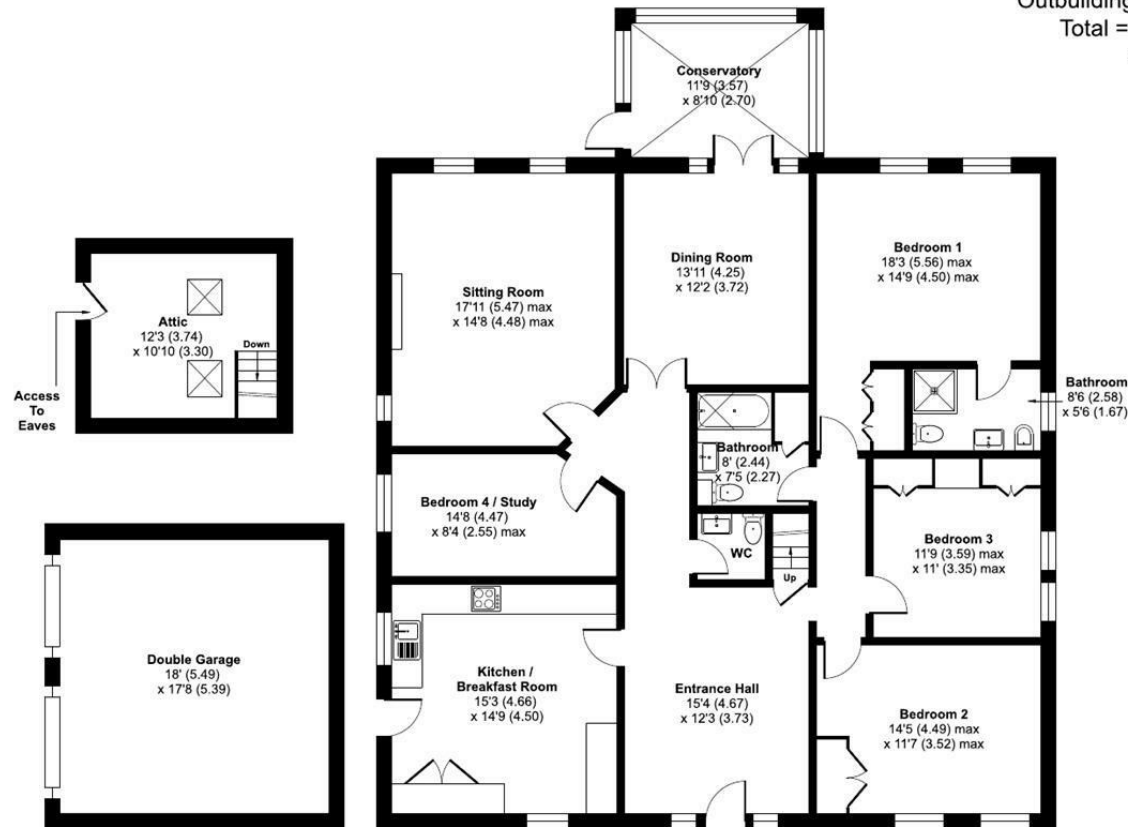 Outbuilding
Total =
Conservatory
11'9 (3.57)
x 8'10 (2.70)
Sitting Room
17'11 (5.47) max
x 14'8 (4.48) max
Dining Room
13'11 (4.25)
x 12'2 (3.72)
Bedroom 1
18'3 (5.56) max
x 14'9 (4.50) max
Attic
12'3 (3.74)
x 10'10 (3.30)
Down
Access
To
Eaves
Bathroom
8'6 (2.58)
x 5'6 (1.67)
Bathroom
8' (2.44)
x 7'5 (2.27)
Bedroom 4 / Study
14'8 (4.47)
x 8'4 (2.55) max
WC
Up
Bedroom 3
11'9 (3.59) max
x 11' (3.35) max
Double Garage
18' (5.49)
x 17'8 (5.39)
Kitchen /
Breakfast Room
15'3 (4.66)
x 14'9 (4.50)
Entrance Hall
15'4 (4.67)
x 12'3 (3.73)
Bedroom 2
14'5 (4.49) max
x 11'7 (3.52) max